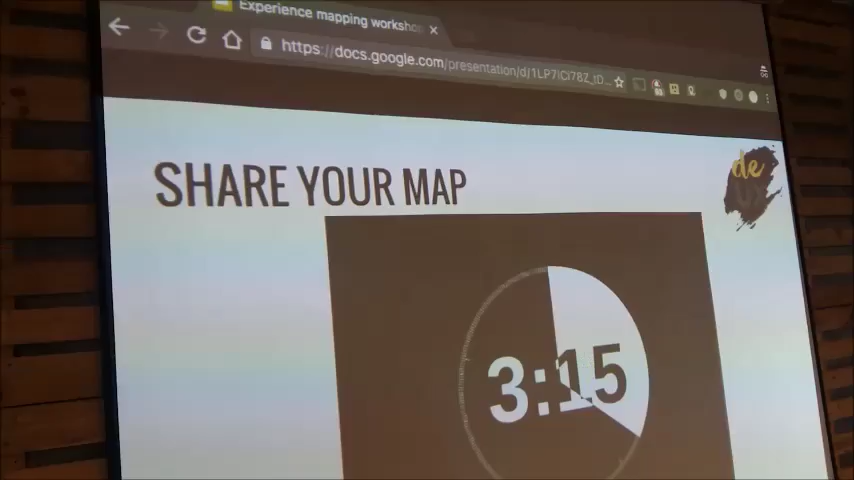 Experience mapping worksho
https://docs.google.com/presentation/d/1LP7ICi78Z_tD...
SHARE YOUR MAP
de
3:15